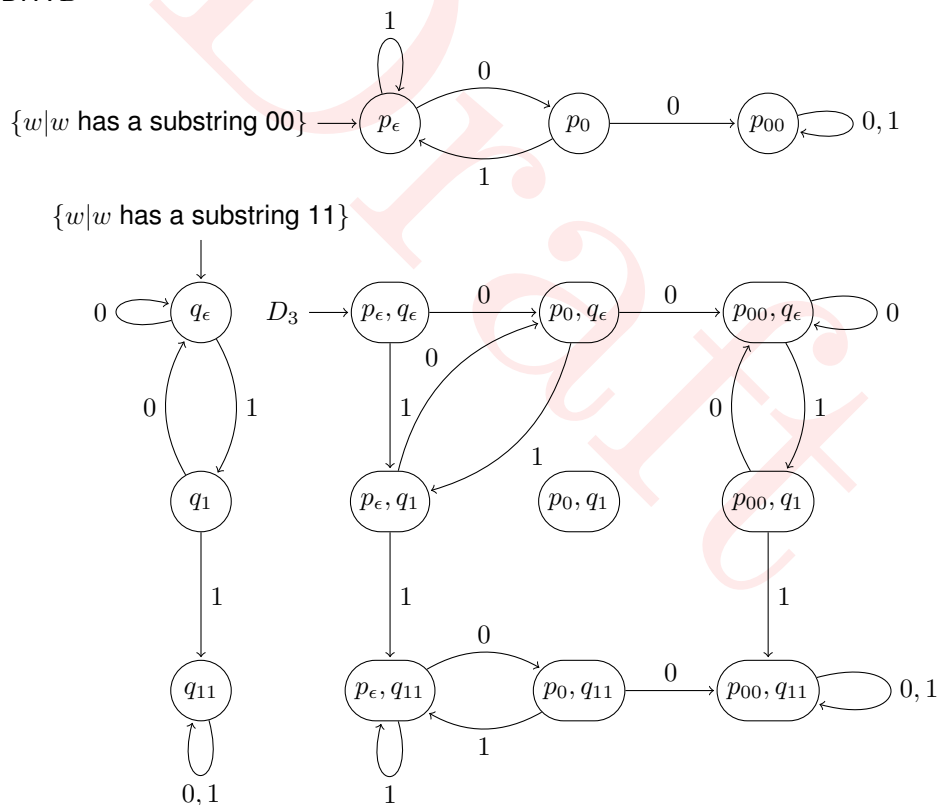 1
0
{w|w has a substring 00}
p_ϵ
p_0
0
p_00
0, 1
1
{w|w has a substring 11}
0
q_ϵ
D_3
p_ϵ, q_ϵ
0
p_0, q_ϵ
0
p_00, q_ϵ
0
0
0
1
1
0
1
1
q_1
p_ϵ, q_1
p_0, q_1
p_00, q_1
1
1
1
0
q_11
p_ϵ, q_11
p_0, q_11
0
p_00, q_11
0, 1
1
0, 1
1
Draft